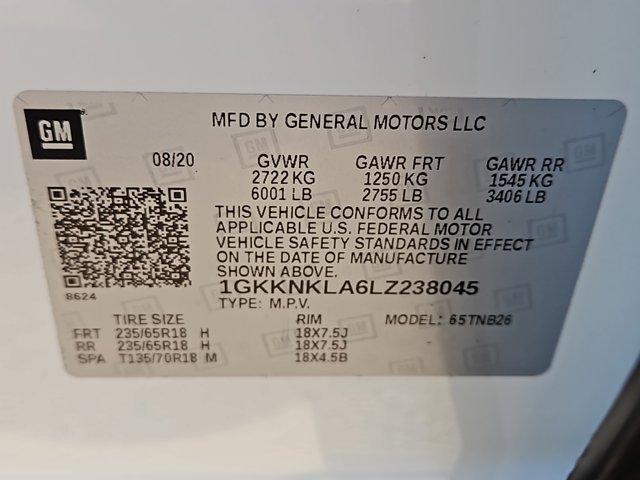 GM
MFD BY GENERAL MOTORS LLC
08/20 GVWR GAWR FRT GAWR RR
2722 KG 1250 KG 1545 KG
6001 LB 2755 LB 3406 LB
THIS VEHICLE CONFORMS TO ALL
APPLICABLE U.S. FEDERAL MOTOR
VEHICLE SAFETY STANDARDS IN EFFECT
ON THE DATE OF MANUFACTURE
SHOWN ABOVE.
8624
1GKKNKLA6LZ238045
TYPE: M.P.V.
TIRE SIZE RIM MODEL: 65TNB26
FRT 235/65R18 H 18X7.5J
RR 235/65R18 H 18X7.5J
SPA T135/70R18 M 18X4.5B